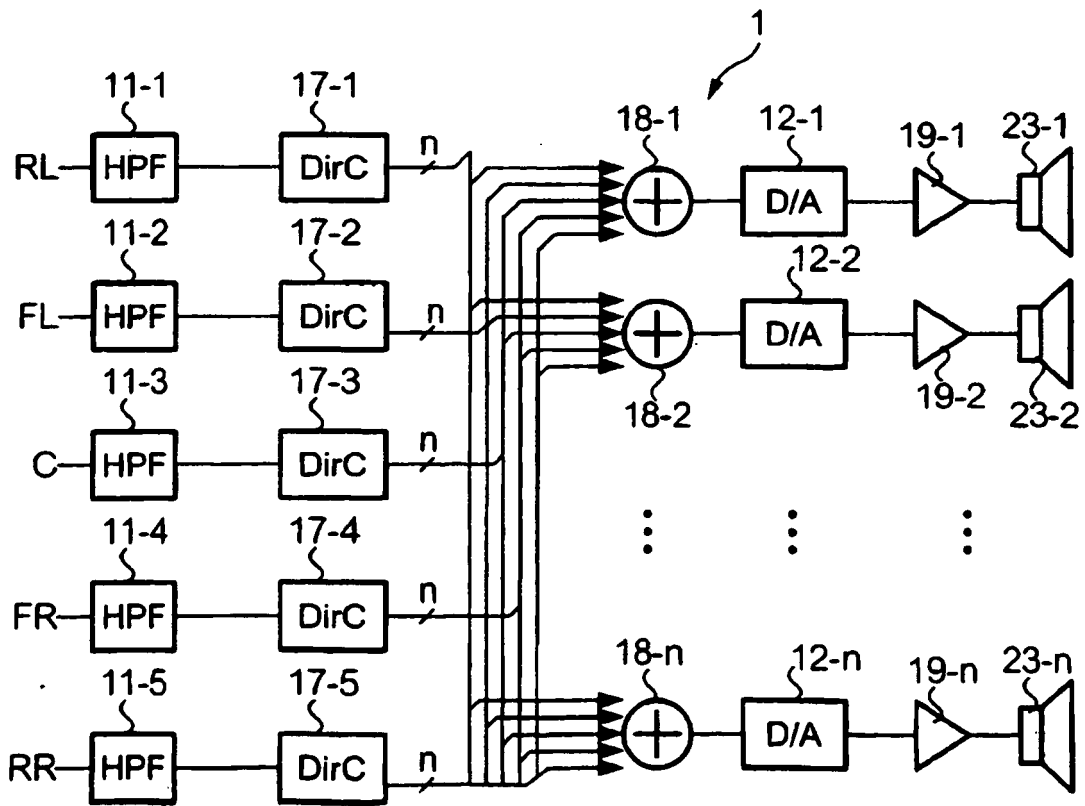 1
11-1 17-1 18-1 12-1 19-1 23-1
RL HPF DirC n D/A
11-2 17-2 12-2
FL HPF DirC n D/A
18-2 19-2 23-2
11-3 17-3
C HPF DirC n
11-4 17-4
FR HPF DirC n
11-5 17-5 18-n 12-n 19-n 23-n
RR HPF DirC n D/A